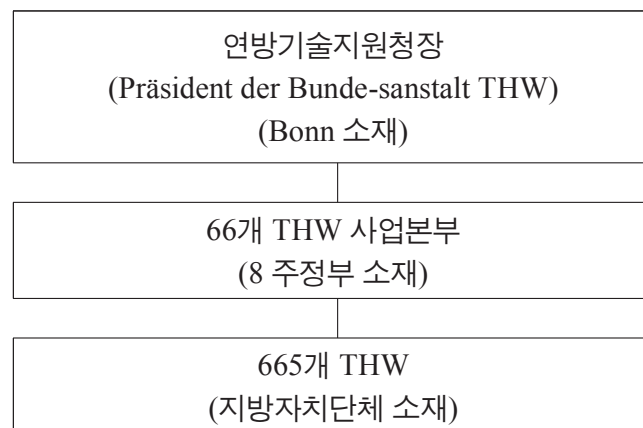 연방기술지원청장
(Präsident der Bunde-sanstalt THW)
(Bonn 소재)
66개 THW 사업본부
(8 주정부 소재)
665개 THW
(지방자치단체 소재)